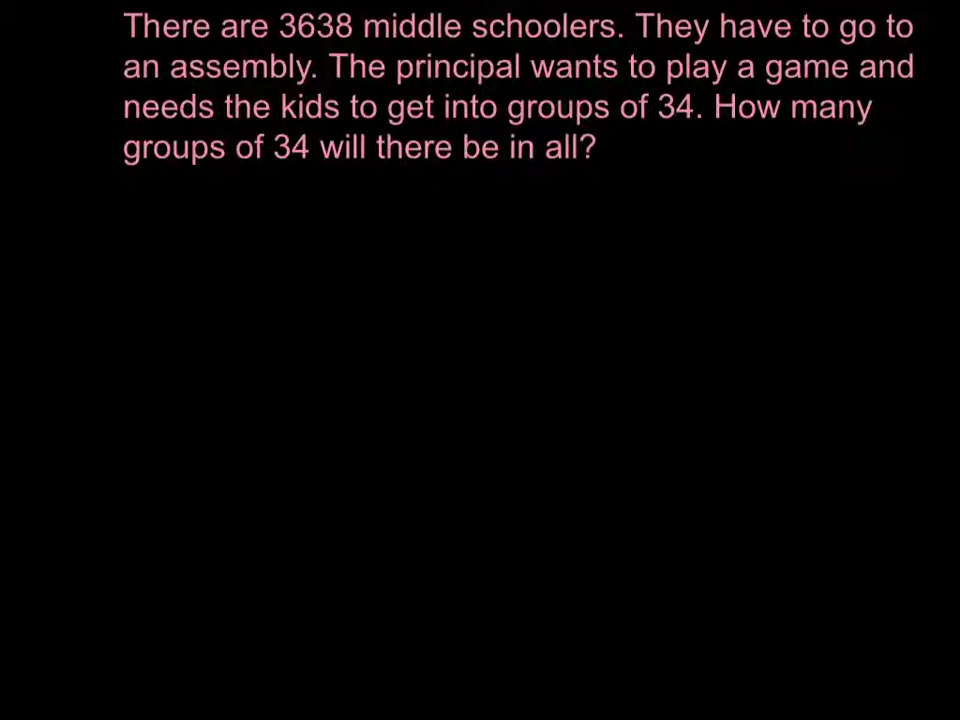 There are 3638 middle schoolers. They have to go to
an assembly. The principal wants to play a game and
needs the kids to get into groups of 34. How many
groups of 34 will there be in all?